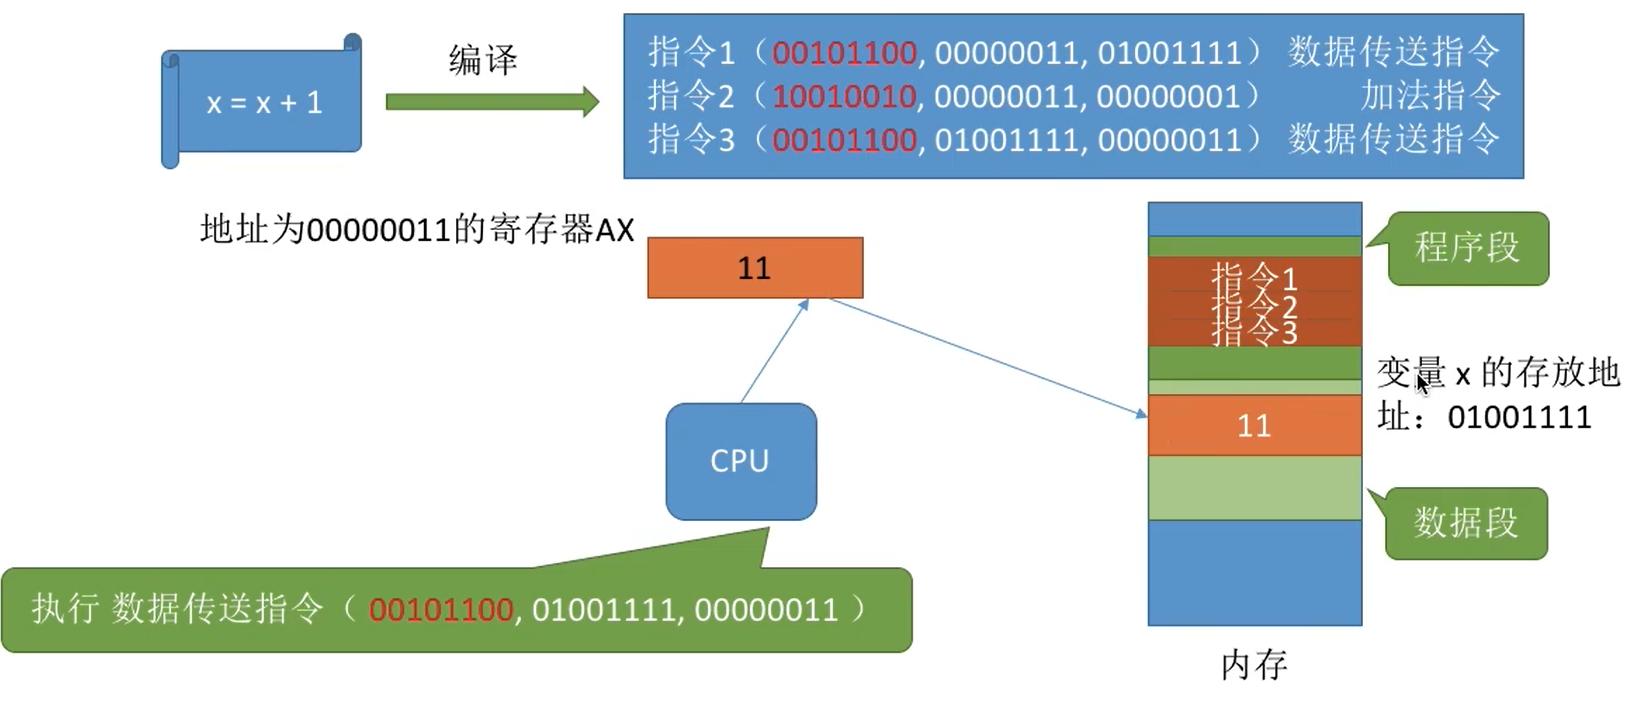 x = x + 1
编译
指令1（00101100, 00000011, 01001111） 数据传送指令
指令2（10010010, 00000011, 00000001） 加法指令
指令3（00101100, 01001111, 00000011） 数据传送指令
地址为00000011的寄存器AX
11
程序段
指令1
指令2
指令3
变量 x 的存放地
址：01001111
11
CPU
数据段
执行 数据传送指令（ 00101100, 01001111, 00000011 ）
内存